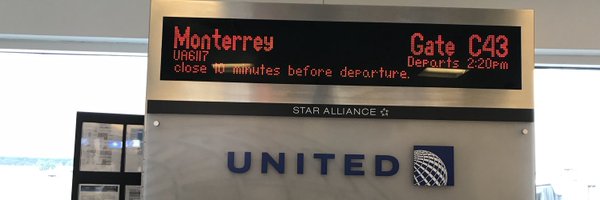 Monterrey
Gate C43
UA6117
Departs 2:20pm
close 10 minutes before departure.
STAR ALLIANCE
UNITED